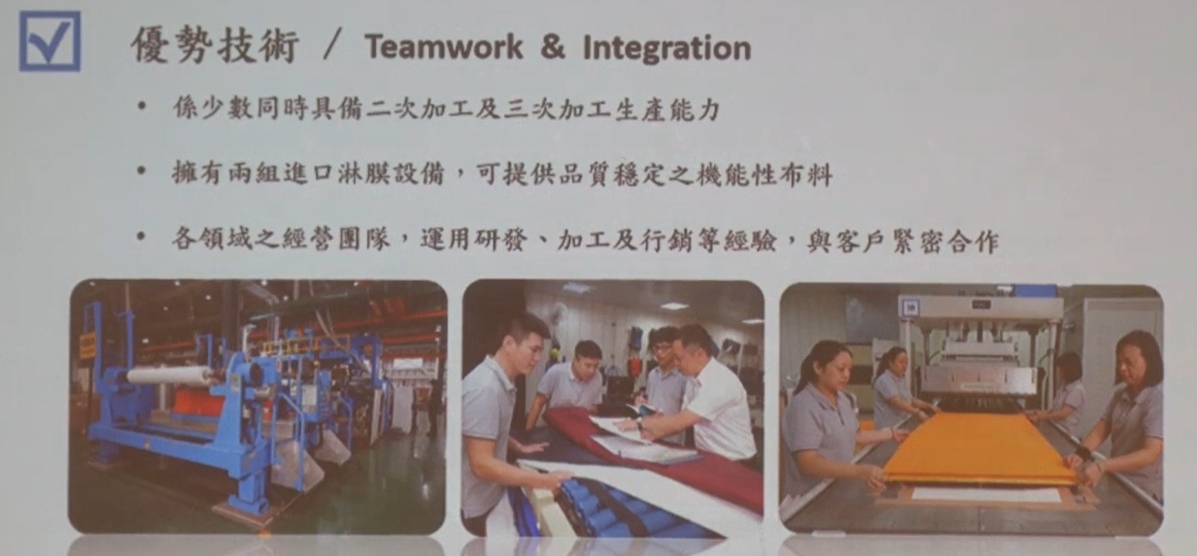 優勢技術 / Teamwork & Integration
• 係少數同時具備二次加工及三次加工生產能力
• 擁有兩組進口淋膜設備，可提供品質穩定之機能性布料
• 各領域之經營團隊，運用研發、加工及行銷等經驗，與客戶緊密合作